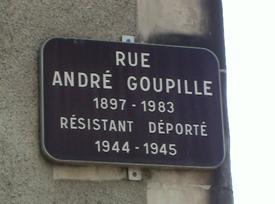 RUE
ANDRÉ GOUPILLE
1897 - 1983
RÉSISTANT DÉPORTÉ
1944 - 1945